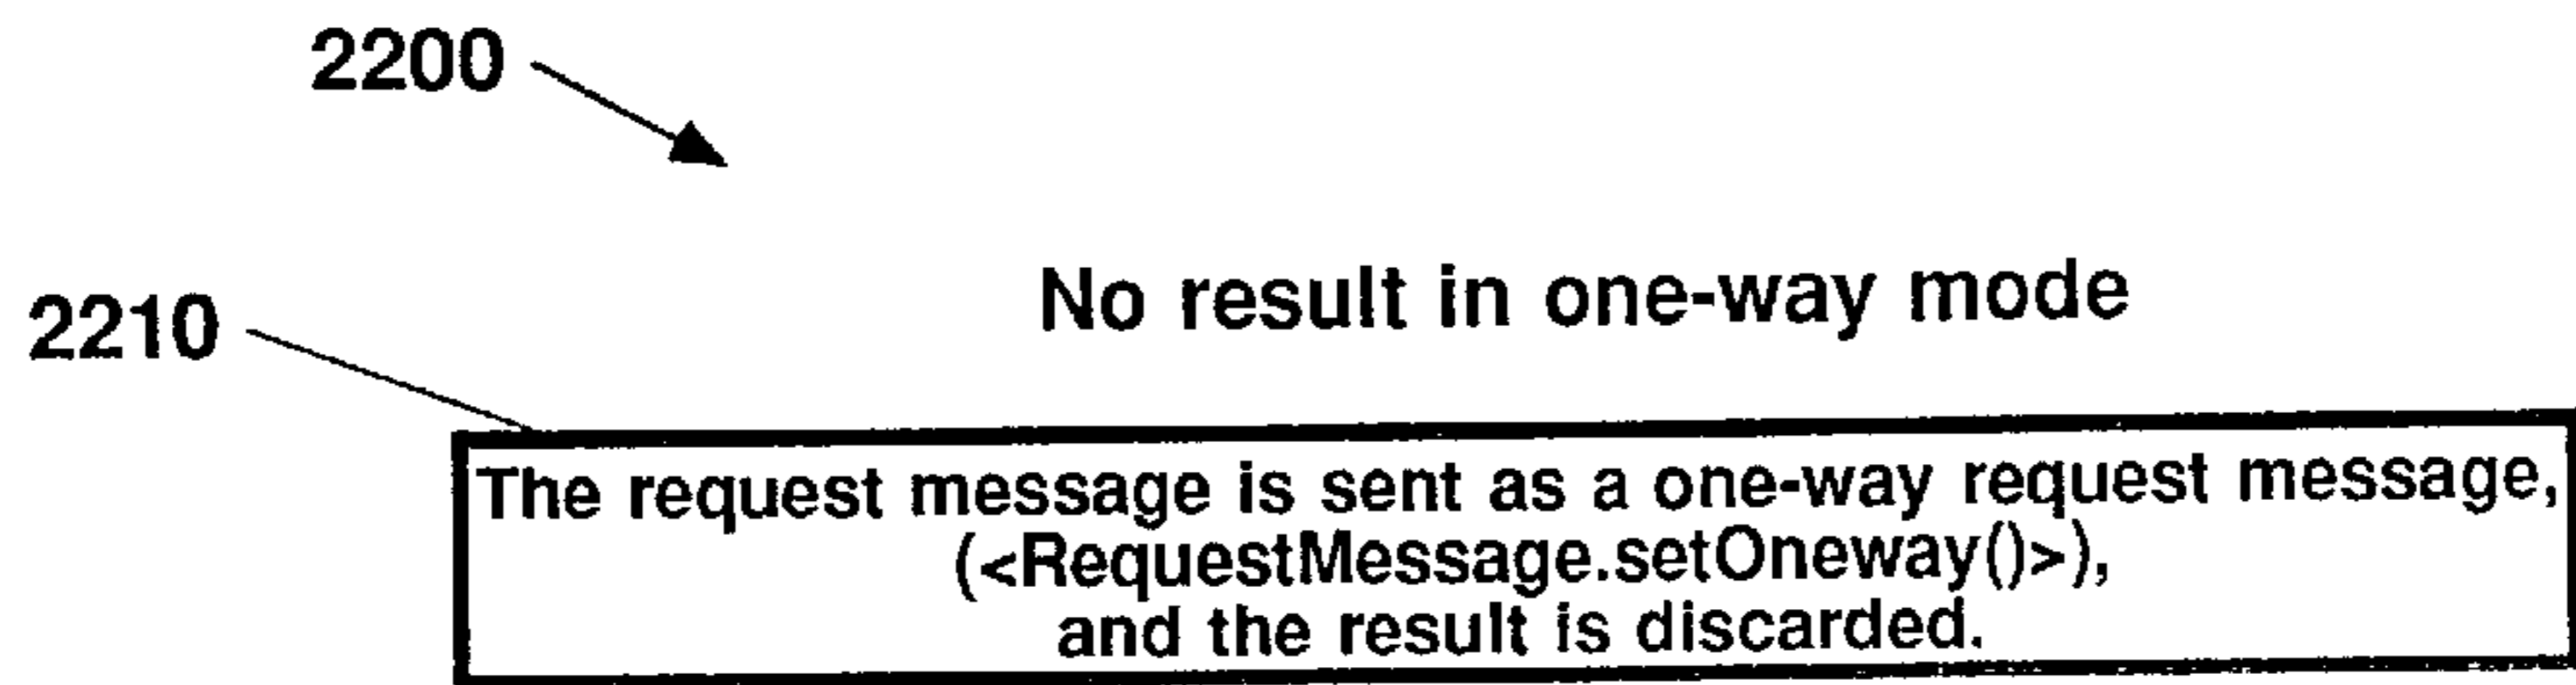 2200
No result in one-way mode
2210
The request message is sent as a one-way request message,
(<RequestMessage.setOneway()>),
and the result is discarded.